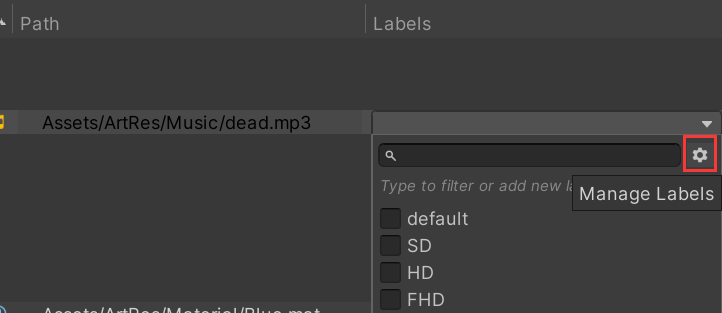 Path Labels
Assets/ArtRes/Music/dead.mp3
Type to filter or add new
Manage Labels
default
SD
HD
FHD
Assets/ArtRes/Material/Blue.mat